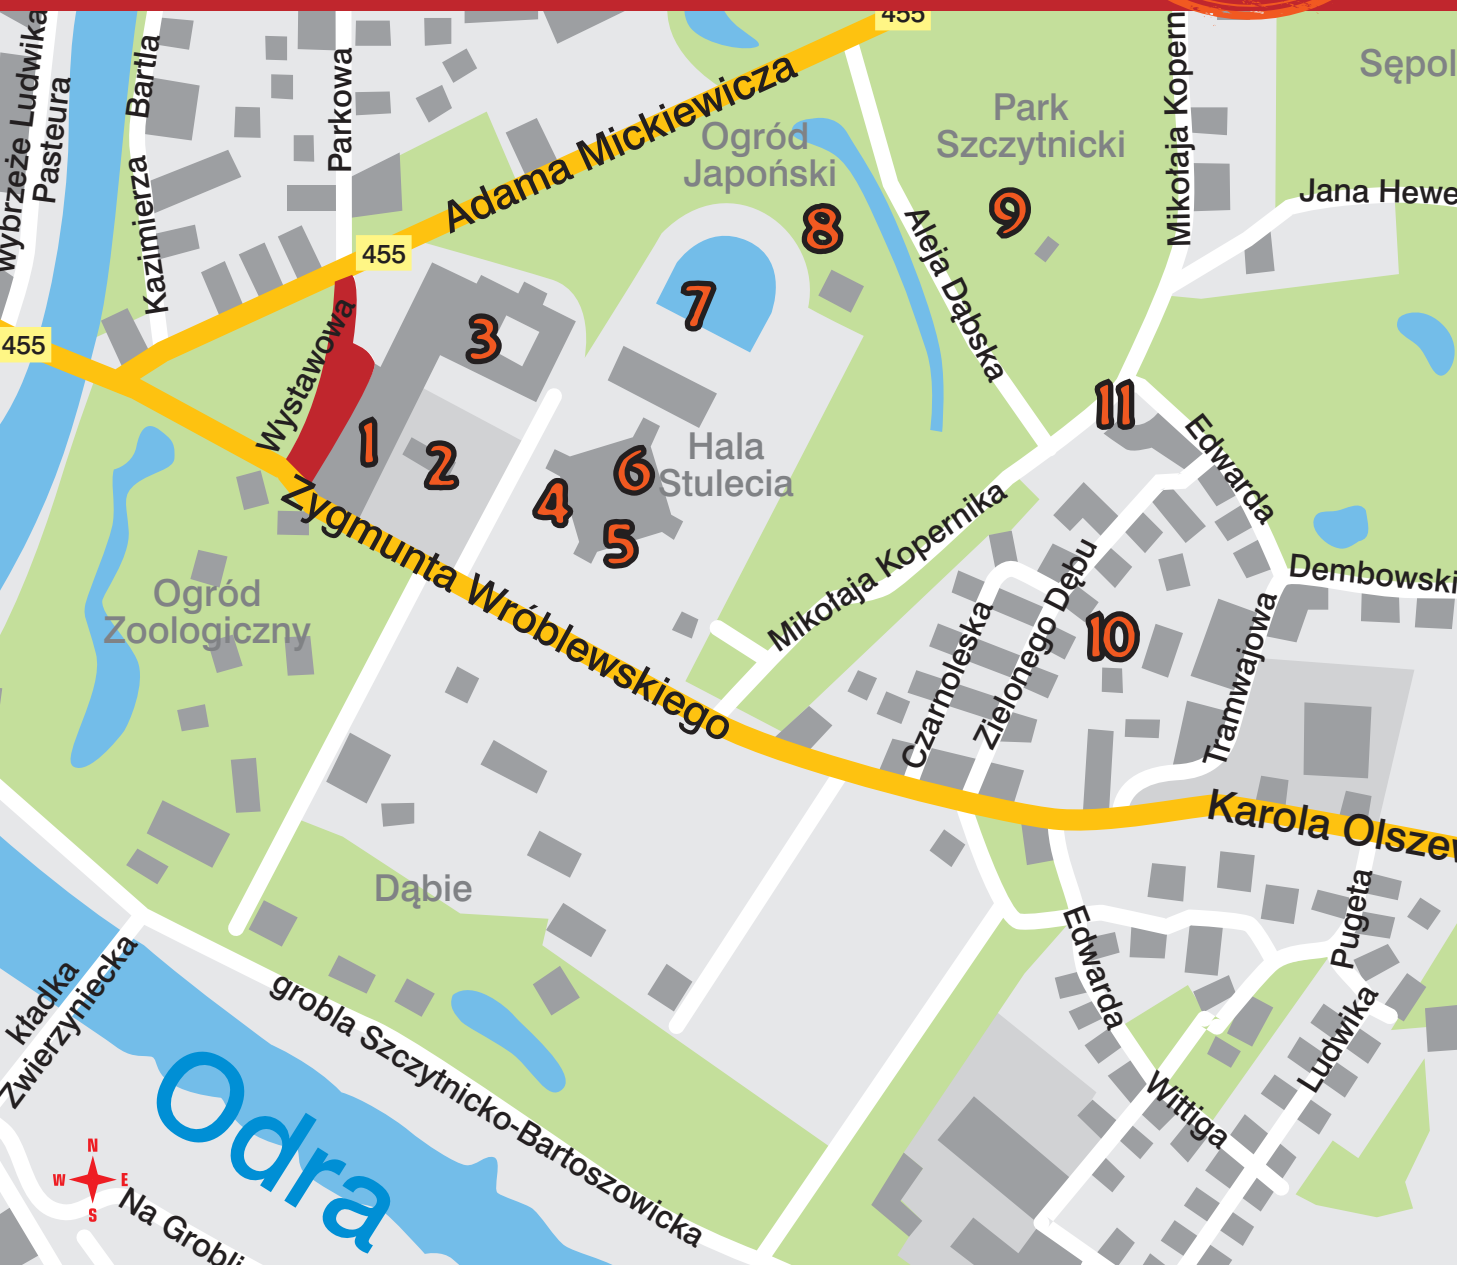 455
Wybrzeże Ludwika
Pasteura
Kazimierza Bartla
Parkowa
Adama Mickiewicza
Mikołaja Kopern
Sępol
Park
Szczytnicki
Ogród
Japoński
Jana Hewe
9
8
455
Aleja Dąbska
7
Wystawowa
3
455
11
Edwarda
1
2
Hala
Stulecia
6
4
5
Zygmunta Wróblewskiego
Mikołaja Kopernika
Dembowski
Ogród
Zoologiczny
Czarnoleska
Zielonego Dębu
10
Tramwajowa
Karola Olszew
Dąbie
Pugeta
Edwarda
kładka
Zwierzyniecka
grobla Szczytnicko-Bartoszowicka
Ludwika
Wittiga
Odra
N
W E
S
Na Grobli